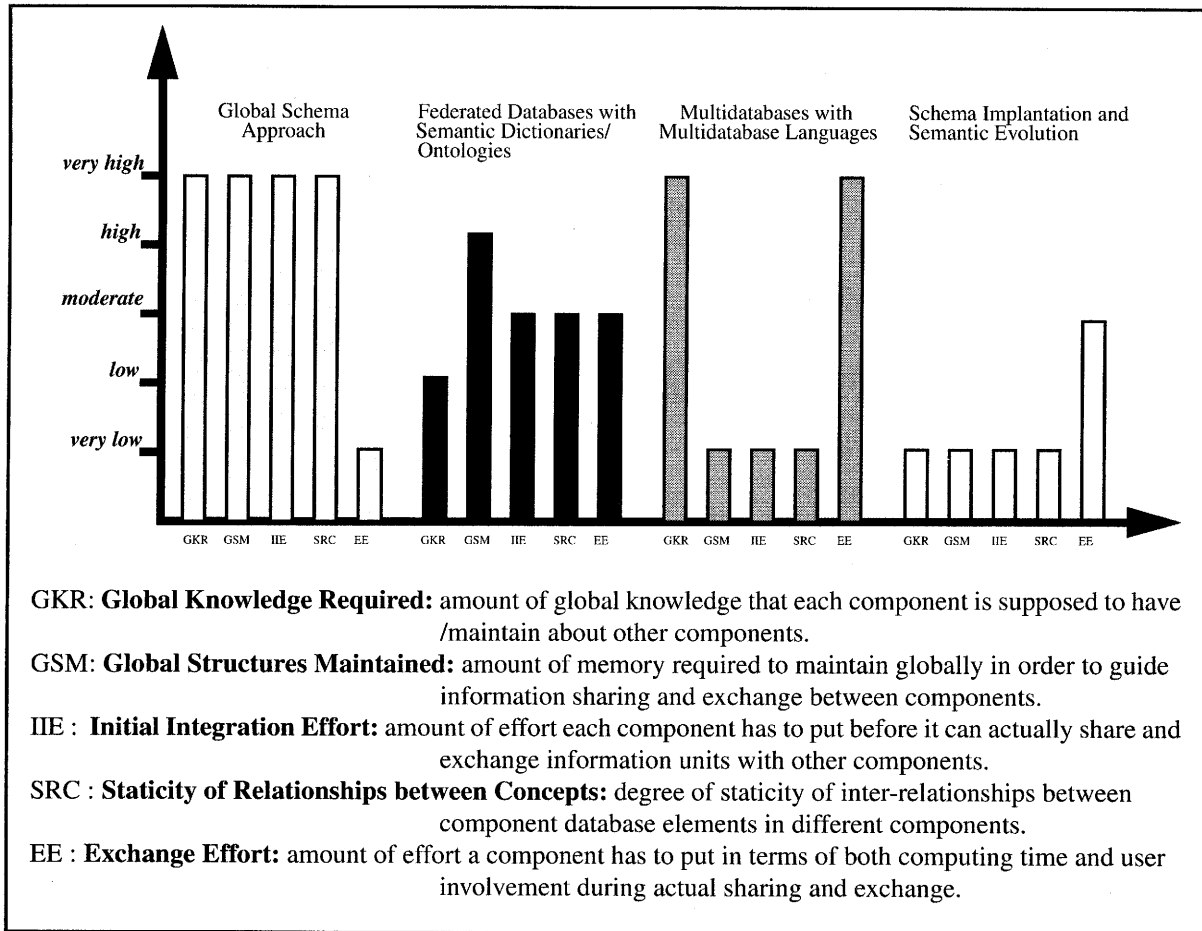 Global Schema
Approach
Federated Databases with
Semantic Dictionaries/
Ontologies
Multidatabases with
Multidatabase Languages
Schema Implantation and
Semantic Evolution
very high
high
moderate
low
very low
GKR GSM IIE SRC EE GKR GSM IIE SRC EE GKR GSM IIE SRC EE GKR GSM IIE SRC EE
GKR: Global Knowledge Required: amount of global knowledge that each component is supposed to have
/maintain about other components.
GSM: Global Structures Maintained: amount of memory required to maintain globally in order to guide
information sharing and exchange between components.
IIE : Initial Integration Effort: amount of effort each component has to put before it can actually share and
exchange information units with other components.
SRC : Staticity of Relationships between Concepts: degree of staticity of inter-relationships between
component database elements in different components.
EE : Exchange Effort: amount of effort a component has to put in terms of both computing time and user
involvement during actual sharing and exchange.